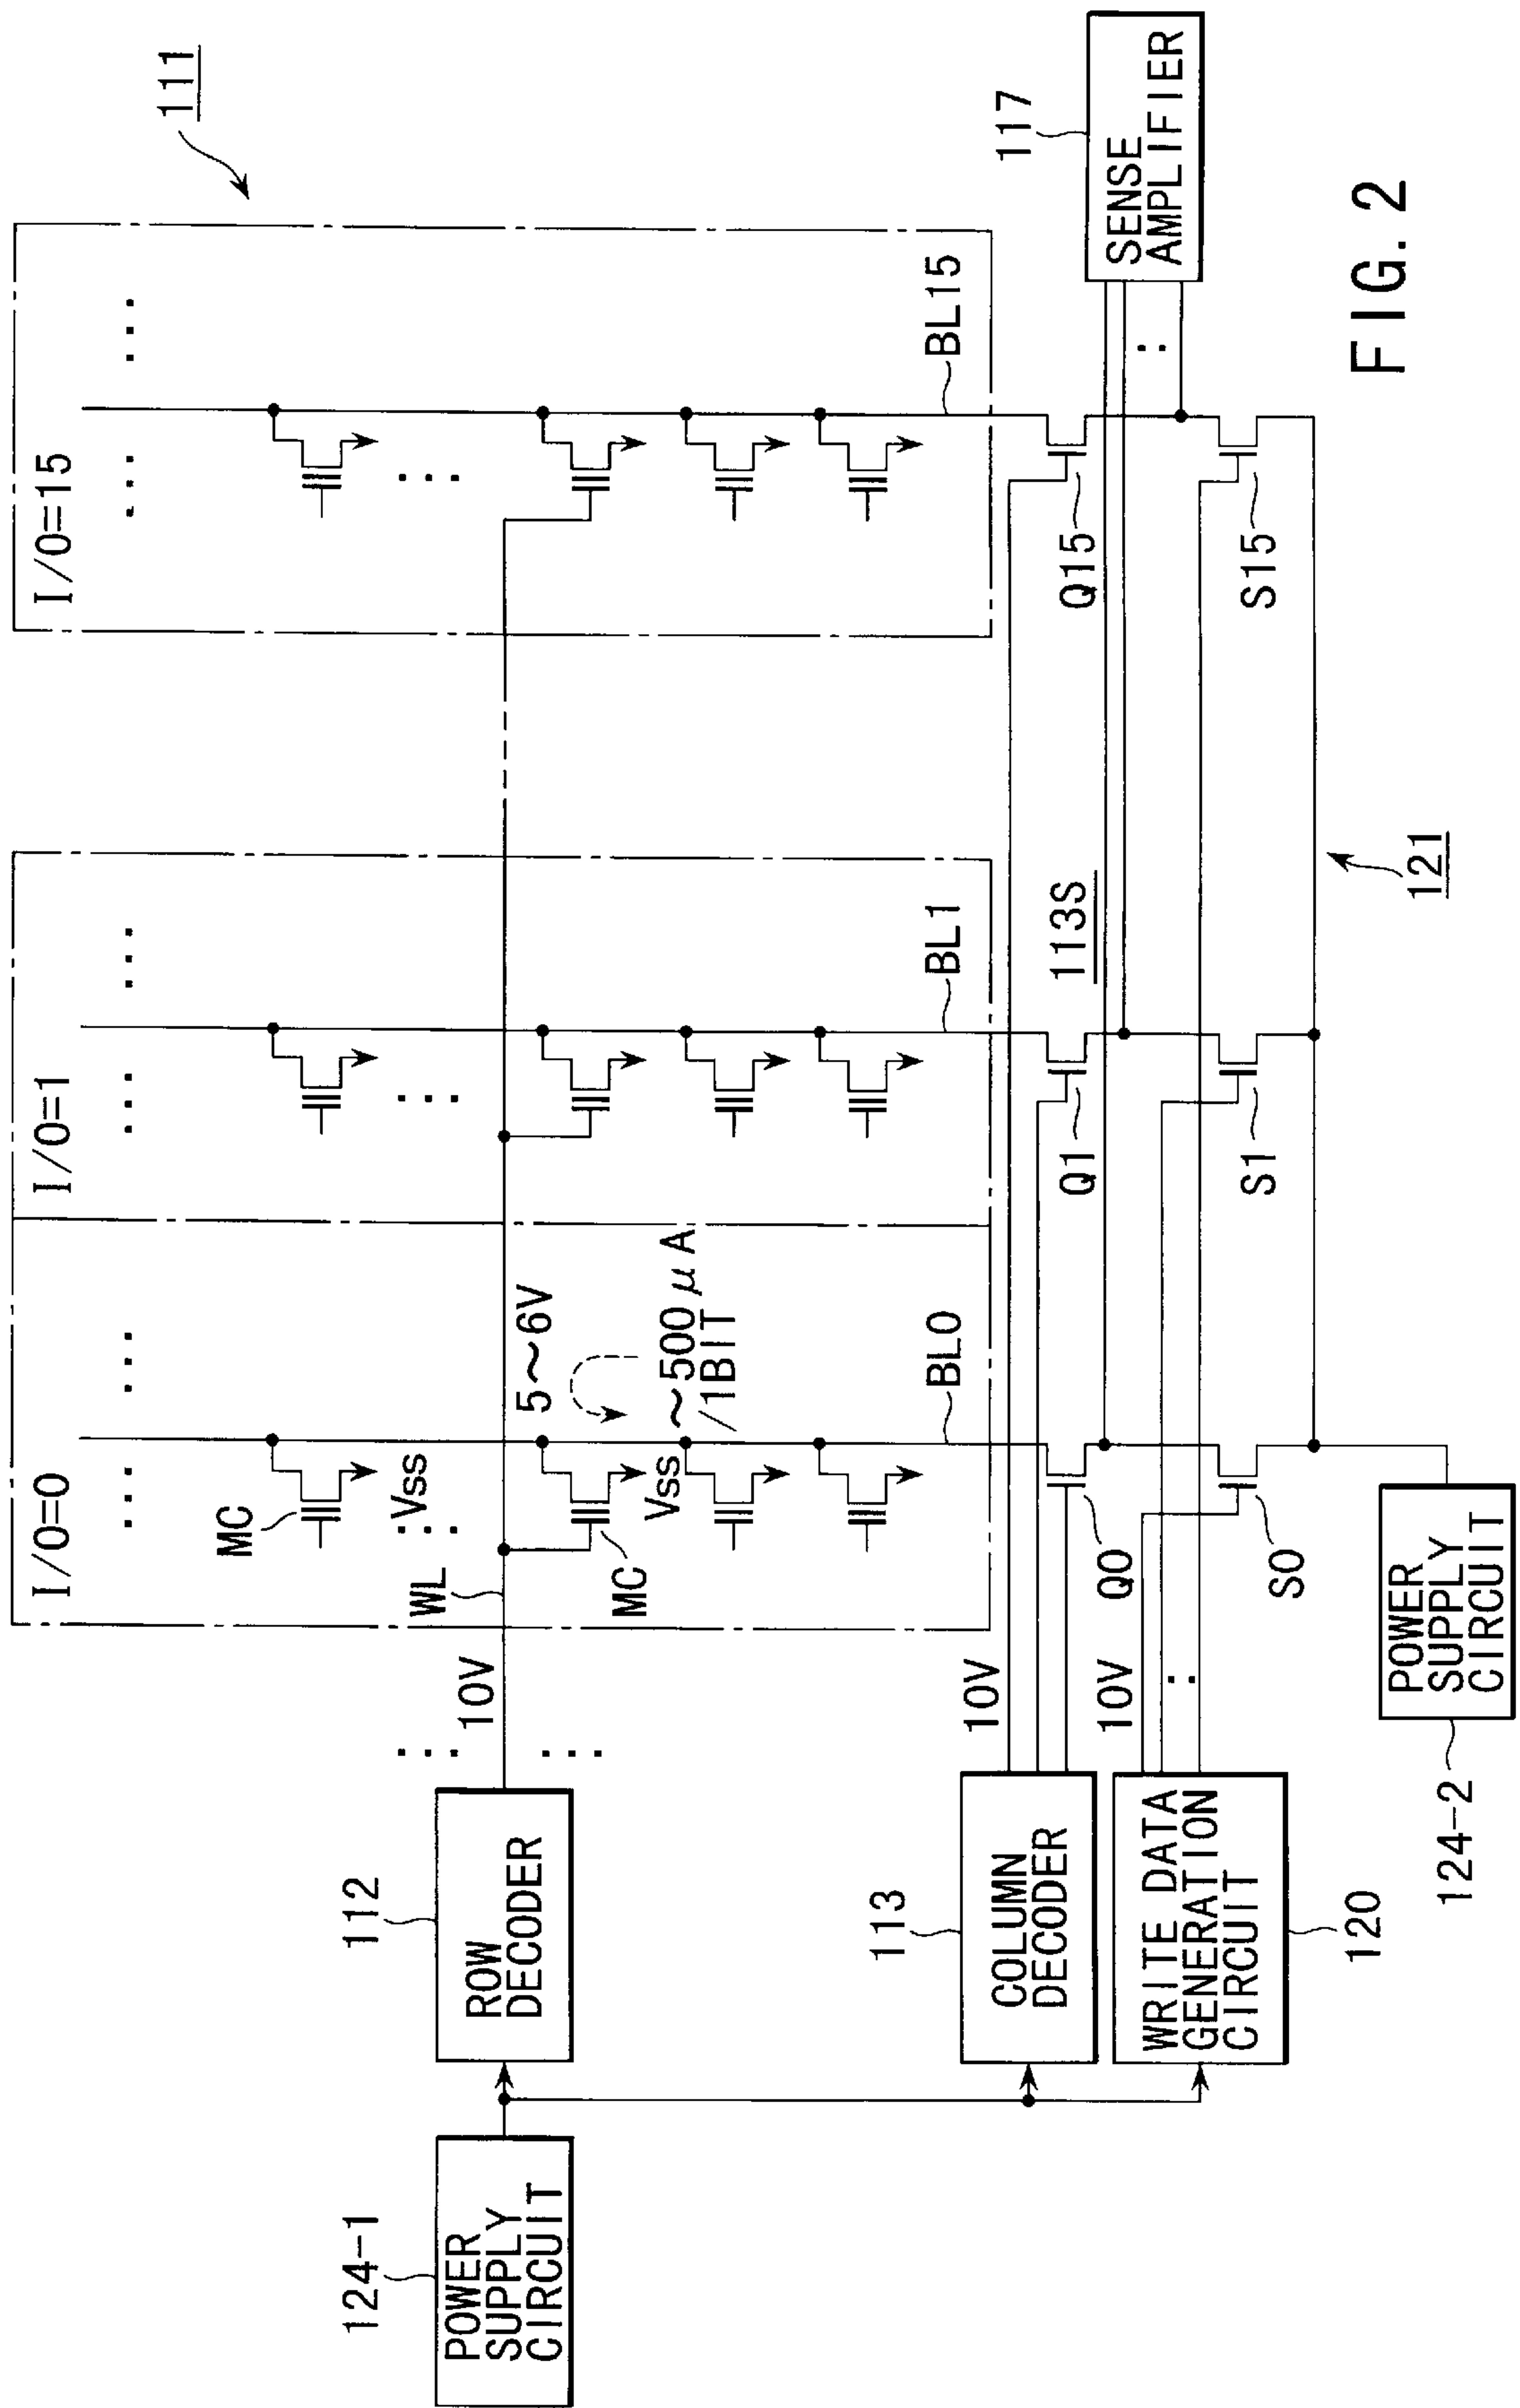 111
I/O=0
I/O=1
I/O=15
MC
Vss
WL
10V
5~6V
MC
Vss
~500μA
/1BIT
BL0
BL1
BL15
124-1
POWER
SUPPLY
CIRCUIT
112
ROW
DECODER
113
COLUMN
DECODER
10V
Q0
Q1
113S
Q15
117
SENSE
AMPLIFIER
WRITE DATA
GENERATION
CIRCUIT
120
10V
S0
S1
S15
124-2
POWER
SUPPLY
CIRCUIT
121
FIG. 2